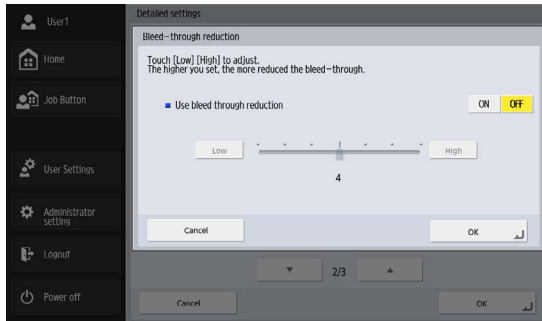 User1
Home
Job Button
User Settings
Administrator
setting
Logout
Power off
Detailed settings
Bleed-through reduction
Touch [Low] [High] to adjust.
The higher you set, the more reduced the bleed-through.
Use bleed through reduction
ON OFF
Low
High
4
Cancel
OK
2/3
Cancel
OK